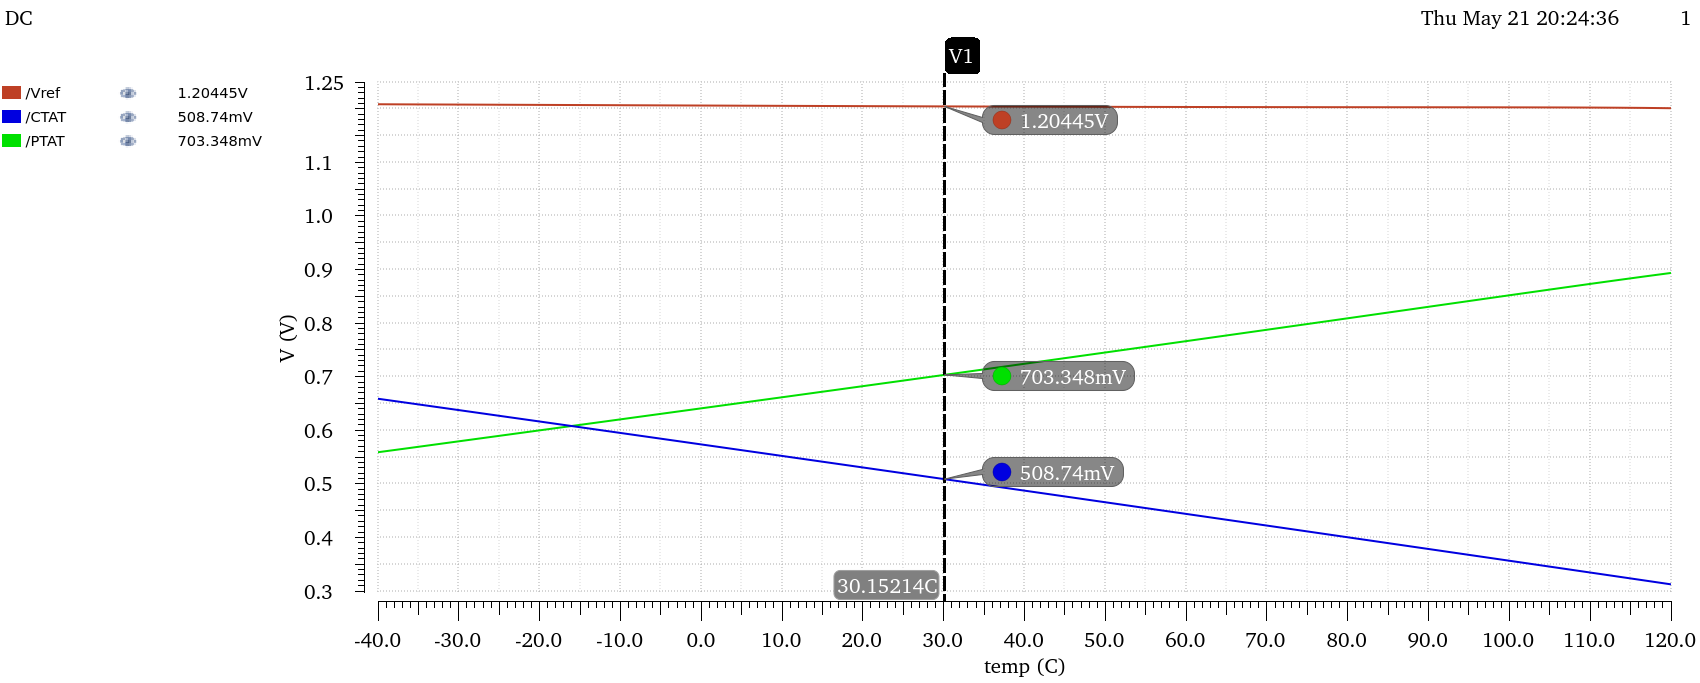 DC
Thu May 21 20:24:36 1
V1
/Vref 1.20445V
/CTAT 508.74mV
/PTAT 703.348mV
1.25
1.1
1.0
0.9
0.8
0.7
0.6
0.5
0.4
0.3
V (V)
1.20445V
703.348mV
508.74mV
30.15214C
-40.0 -30.0 -20.0 -10.0 0.0 10.0 20.0 30.0 40.0 50.0 60.0 70.0 80.0 90.0 100.0 110.0 120.0
temp (C)